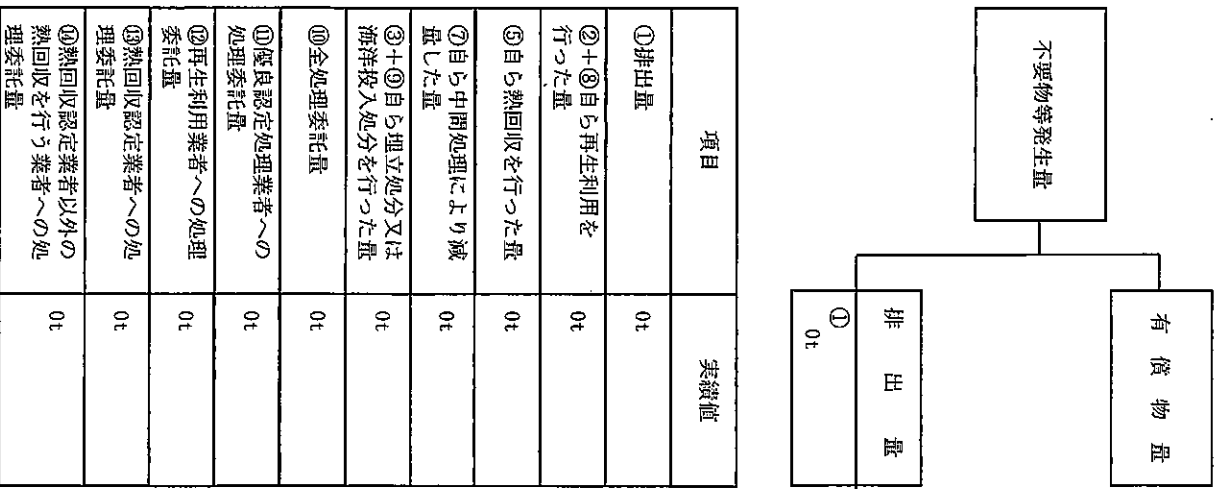 不要物等発生量
有償物量
排出量
①
0t
項目
実績値
①排出量
0t
②+⑧自ら再生利用を
行った量
0t
⑤自ら熱回収を行った量
0t
⑦自ら中間処理により減
量した量
0t
③+⑨自ら埋立処分又は
海洋投入処分を行った量
0t
⑩全処理委託量
0t
⑪優良認定処理業者への
処理委託量
0t
⑫再生利用業者への処理
委託量
0t
⑬熱回収認定業者への処
理委託量
0t
⑭熱回収認定業者以外の
熱回収を行う業者への処
理委託量
0t